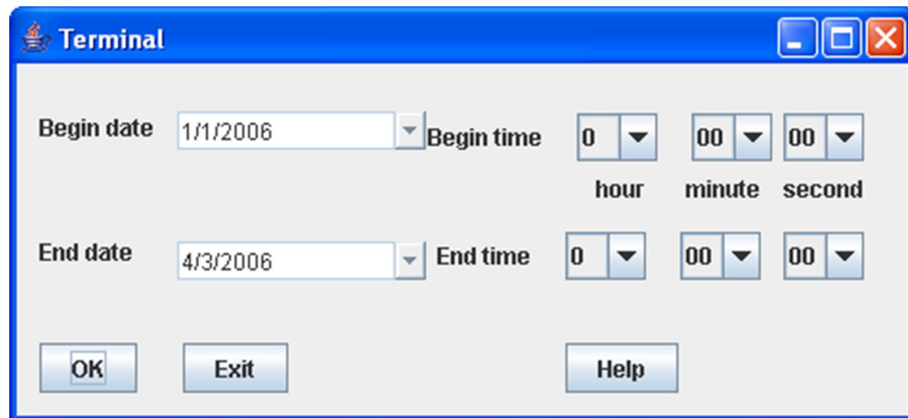 Terminal
Begin date 1/1/2006 Begin time 0 00 00
hour minute second
End date 4/3/2006 End time 0 00 00
OK Exit Help